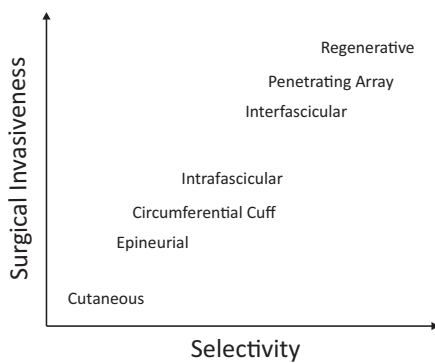 Regenerative
Penetrating Array
Interfascicular
Intrafascicular
Circumferential Cuff
Epineurial
Cutaneous
Surgical Invasiveness
Selectivity